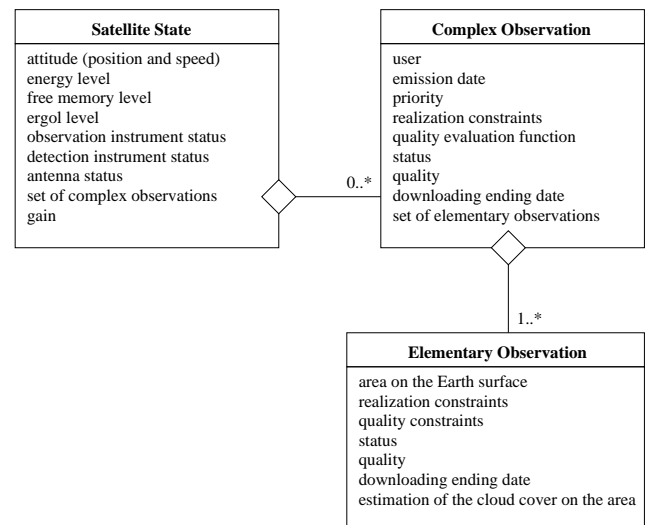 Satellite State
attitude (position and speed)
energy level
free memory level
ergol level
observation instrument status
detection instrument status
antenna status
set of complex observations
gain
0..*
Complex Observation
user
emission date
priority
realization constraints
quality evaluation function
status
quality
downloading ending date
set of elementary observations
1..*
Elementary Observation
area on the Earth surface
realization constraints
quality constraints
status
quality
downloading ending date
estimation of the cloud cover on the area